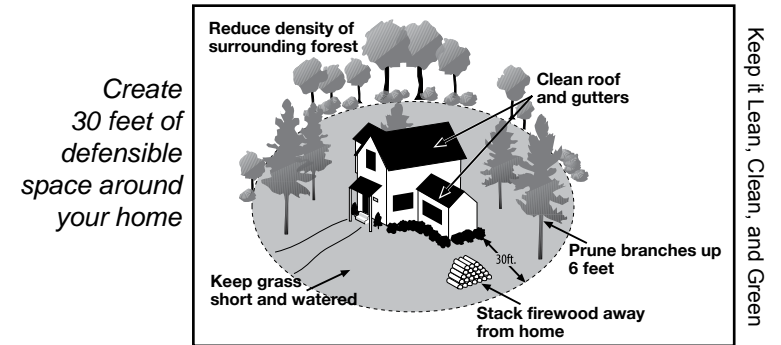 Create
30 feet of
defensible
space around
your home
Reduce density of
surrounding forest
Clean roof
and gutters
Prune branches up
6 feet
30ft.
Keep grass
short and watered
Stack firewood away
from home
Keep it Lean, Clean, and Green